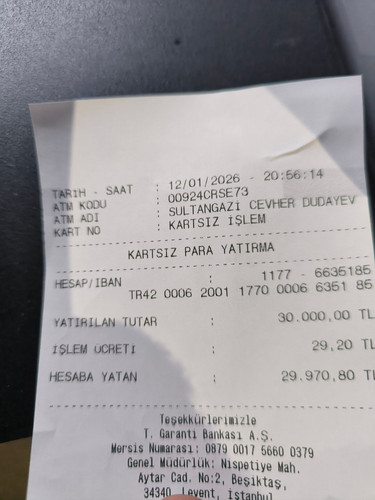 TARİH - SAAT : 12/01/2026 - 20:56:14
ATM KODU : 00924CRSE73
ATM ADI : SULTANGAZİ CEVHER DUDAYEV
KART NO : KARTSIZ İŞLEM
KARTSIZ PARA YATIRMA
HESAP/IBAN : 1177 - 6635185
TR42 0006 2001 1770 0006 6351 85
YATIRILAN TUTAR : 30.000,00 TL
İŞLEM ÜCRETİ : 29,20 TL
HESABA YATAN : 29.970,80 TL
Teşekkürlerimizle
T. Garanti Bankası A.Ş.
Mersis Numarası: 0879 0017 5660 0379
Genel Müdürlük: Nispetiye Mah.
Aytar Cad. No:2, Beşiktaş,
34340, Levent, İstanbul